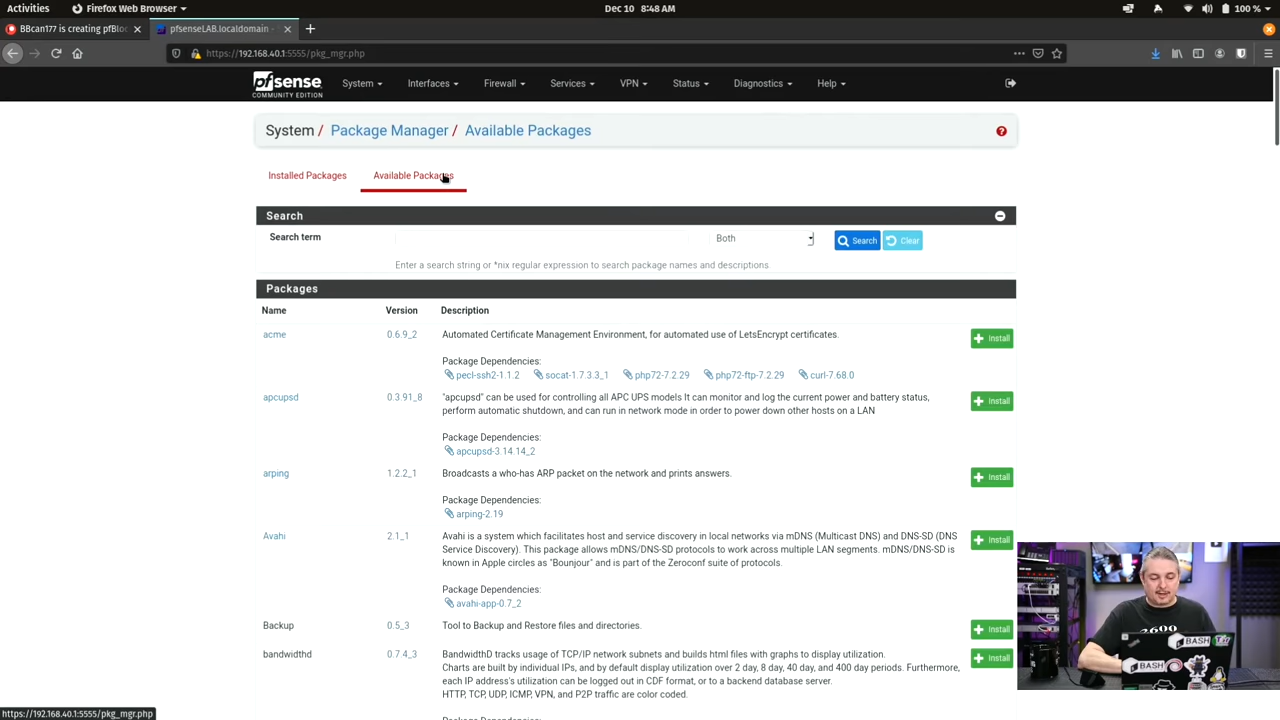 Activities
Firefox Web Browser
Dec 10 8:48 AM
100 %
BBcan177 is creating pfBloc
pfsenseLAB.localdomain -
https://192.168.40.1:5555/pkg_mgr.php
pfsense
COMMUNITY EDITION
System
Interfaces
Firewall
Services
VPN
Status
Diagnostics
Help
System / Package Manager / Available Packages
Installed Packages
Available Packages
Search
Search term
Both
Search
Clear
Enter a search string or *nix regular expression to search package names and descriptions.
Packages
Name
Version
Description
acme
0.6.9_2
Automated Certificate Management Environment, for automated use of LetsEncrypt certificates.
Install
Package Dependencies:
pecl-ssh2-1.1.2
socat-1.7.3.3_1
php72-7.2.29
php72-ftp-7.2.29
curl-7.68.0
apcupsd
0.3.91_8
"apcupsd" can be used for controlling all APC UPS models It can monitor and log the current power and battery status,
perform automatic shutdown, and can run in network mode in order to power down other hosts on a LAN
Install
Package Dependencies:
apcupsd-3.14.14_2
arping
1.2.2_1
Broadcasts a who-has ARP packet on the network and prints answers.
Install
Package Dependencies:
arping-2.19
Avahi
2.1_1
Avahi is a system which facilitates host and service discovery in local networks via mDNS (Multicast DNS) and DNS-SD (DNS
Service Discovery). This package allows mDNS/DNS-SD protocols to work across multiple LAN segments. mDNS/DNS-SD is
known in Apple circles as "Bounjour" and is part of the Zeroconf suite of protocols.
Install
Package Dependencies:
avahi-app-0.7_2
Backup
0.5_3
Tool to Backup and Restore files and directories.
Install
bandwidthd
0.7.4_3
BandwidthD tracks usage of TCP/IP network subnets and builds html files with graphs to display utilization.
Charts are built by individual IPs, and by default display utilization over 2 day, 8 day, 40 day, and 400 day periods. Furthermore,
each IP address's utilization can be logged out in CDF format, or to a backend database server.
HTTP, TCP, UDP, ICMP, VPN, and P2P traffic are color coded.
Install
2600
BASH
BASH
https://192.168.40.1:5555/pkg_mgr.php